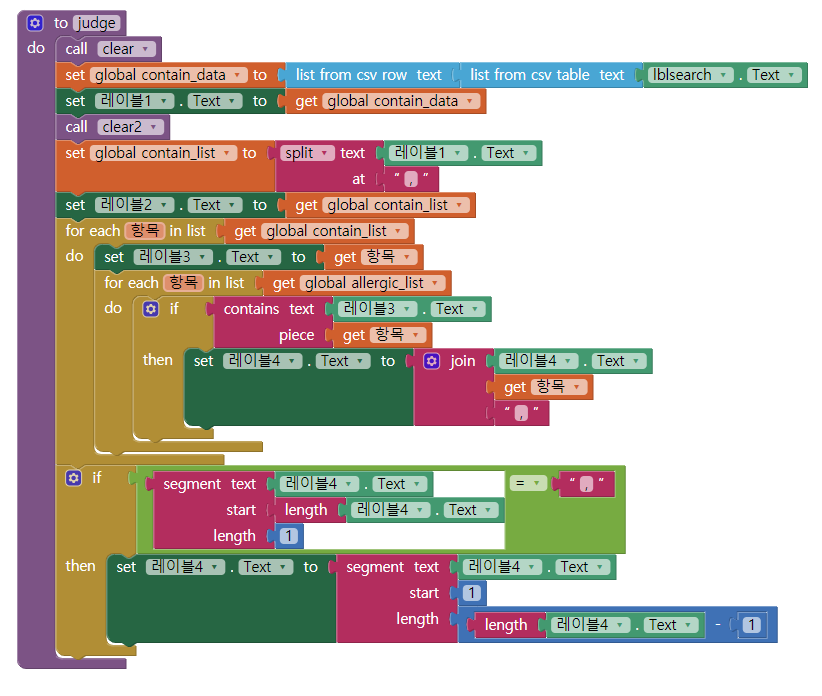 to judge
do call clear
set global contain_data to list from csv row text list from csv table text lblsearch . Text
set 레이블1 . Text to get global contain_data
call clear2
set global contain_list to split text 레이블1 . Text
at " , "
set 레이블2 . Text to get global contain_list
for each 항목 in list get global contain_list
do set 레이블3 . Text to get 항목
for each 항목 in list get global allergic_list
do if contains text 레이블3 . Text
piece get 항목
then set 레이블4 . Text to join 레이블4 . Text
get 항목
" , "
if segment text 레이블4 . Text = " , "
start length 레이블4 . Text
length 1
then set 레이블4 . Text to segment text 레이블4 . Text
start 1
length length 레이블4 . Text - 1